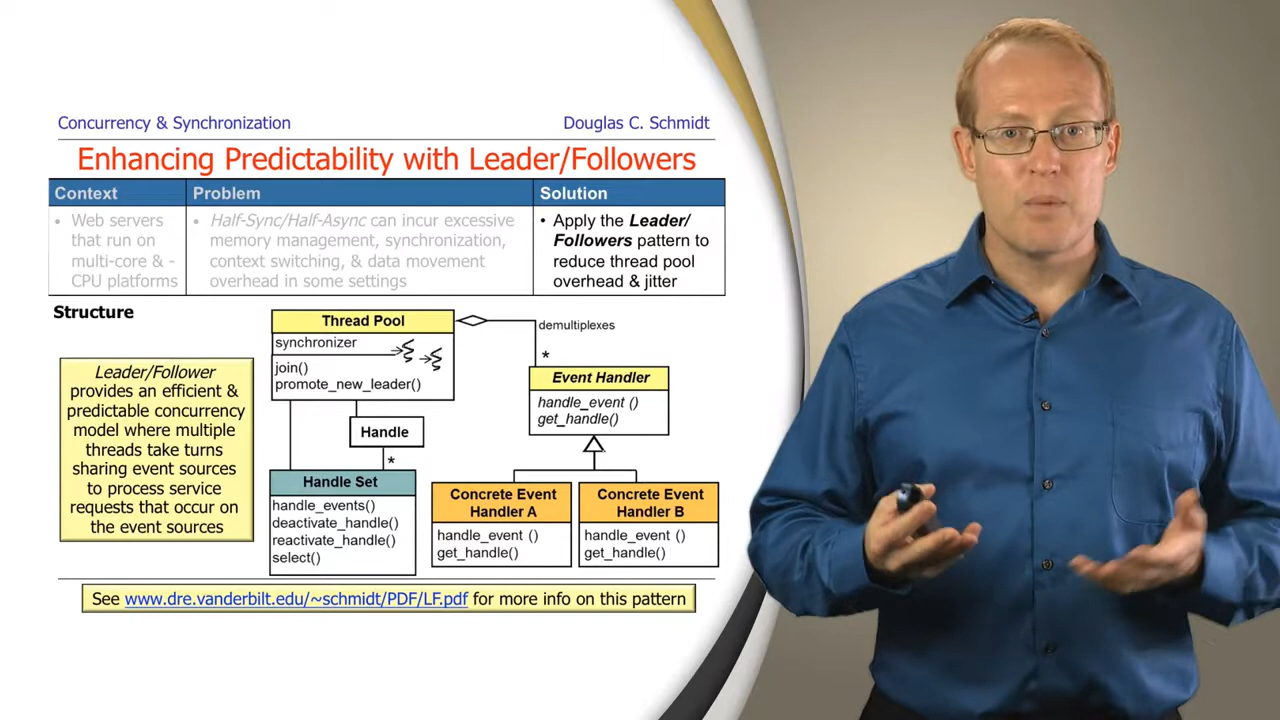 Concurrency & Synchronization
Douglas C. Schmidt
Enhancing Predictability with Leader/Followers
Context
Problem
Solution
• Web servers
that run on
multi-core & -
CPU platforms
• Half-Sync/Half-Async can incur excessive
memory management, synchronization,
context switching, & data movement
overhead in some settings
• Apply the Leader/
Followers pattern to
reduce thread pool
overhead & jitter
Structure
Leader/Follower
provides an efficient &
predictable concurrency
model where multiple
threads take turns
sharing event sources
to process service
requests that occur on
the event sources
Thread Pool
synchronizer
join()
promote_new_leader()
demultiplexes
*
Event Handler
handle_event ()
get_handle()
Handle
*
Handle Set
handle_events()
deactivate_handle()
reactivate_handle()
select()
Concrete Event
Handler A
handle_event ()
get_handle()
Concrete Event
Handler B
handle_event ()
get_handle()
See www.dre.vanderbilt.edu/~schmidt/PDF/LF.pdf for more info on this pattern